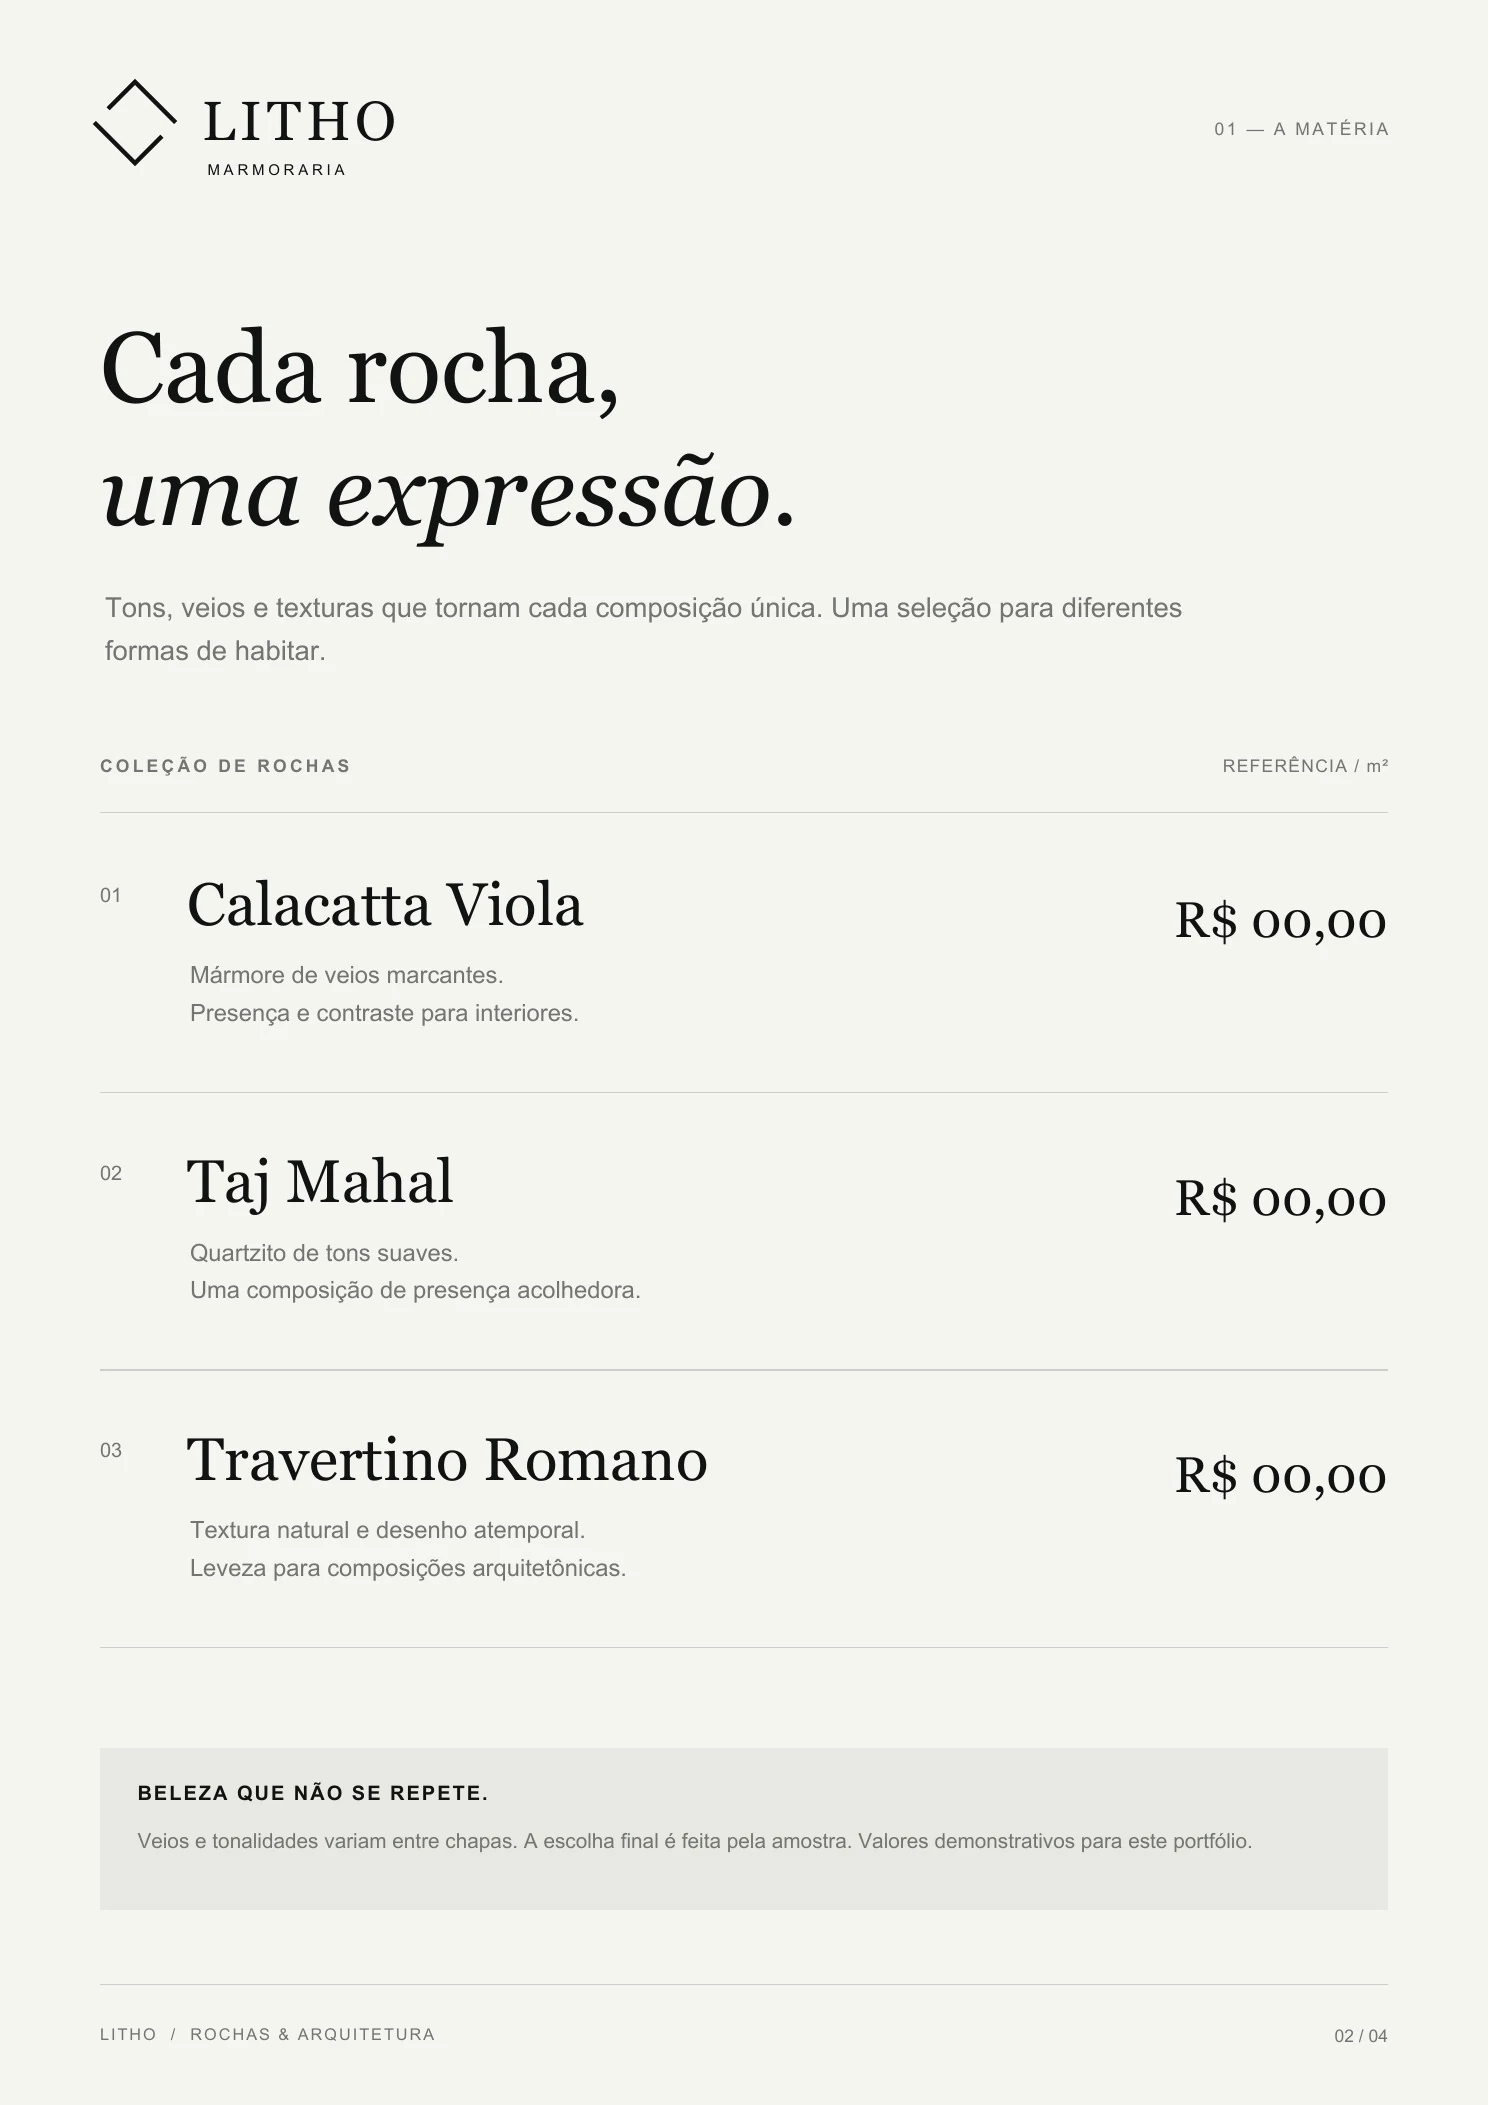 LITHO
MARMORARIA
01 — A MATÉRIA
Cada rocha,
uma expressão.
Tons, veios e texturas que tornam cada composição única. Uma seleção para diferentes
formas de habitar.
COLEÇÃO DE ROCHAS
REFERÊNCIA / m²
01
Calacatta Viola
R$ 00,00
Mármore de veios marcantes.
Presença e contraste para interiores.
02
Taj Mahal
R$ 00,00
Quartzito de tons suaves.
Uma composição de presença acolhedora.
03
Travertino Romano
R$ 00,00
Textura natural e desenho atemporal.
Leveza para composições arquitetônicas.
BELEZA QUE NÃO SE REPETE.
Veios e tonalidades variam entre chapas. A escolha final é feita pela amostra. Valores demonstrativos para este portfólio.
LITHO / ROCHAS & ARQUITETURA
02 / 04